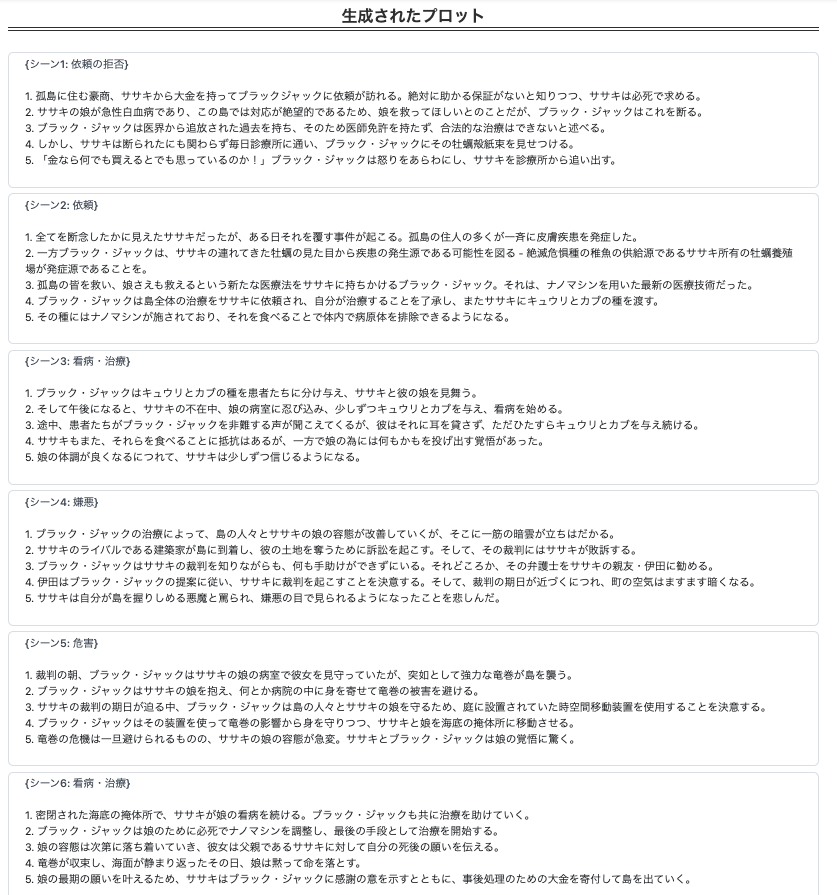 生成されたプロット
{シーン1: 依頼の拒否}
1. 孤島に住む豪商、ササキから大金を持ってブラックジャックに依頼が訪れる。絶対に助かる保証がないと知りつつ、ササキは必死で求める。
2. ササキの娘が急性白血病であり、この島では対応が絶望的であるため、娘を救ってほしいとのことだが、ブラック・ジャックはこれを断る。
3. ブラック・ジャックは医界から追放された過去を持ち、そのため医師免許を持たず、合法的な治療はできないと述べる。
4. しかし、ササキは断られたにも関わらず毎日診療所に通い、ブラック・ジャックにその牡蠣殻紙束を見せつける。
5. 「金なら何でも買えるとでも思っているのか！」ブラック・ジャックは怒りをあらわにし、ササキを診療所から追い出す。
{シーン2: 依頼}
1. 全てを断念したかに見えたササキだったが、ある日それを覆す事件が起こる。孤島の住人の多くが一斉に皮膚疾患を発症した。
2. 一方ブラック・ジャックは、ササキの連れてきた牡蠣の見た目から疾患の発生源である可能性を図る - 絶滅危惧種の稚魚の供給源であるササキ所有の牡蠣養殖
場が発症源であることを。
3. 孤島の皆を救い、娘さえも救えるという新たな医療法をササキに持ちかけるブラック・ジャック。それは、ナノマシンを用いた最新の医療技術だった。
4. ブラック・ジャックは島全体の治療をササキに依頼され、自分が治療することを了承し、またササキにキュウリとカブの種を渡す。
5. その種にはナノマシンが施されており、それを食べることで体内で病原体を排除できるようになる。
{シーン3: 看病・治療}
1. ブラック・ジャックはキュウリとカブの種を患者たちに分け与え、ササキと彼の娘を見舞う。
2. そして午後になると、ササキの不在中、娘の病室に忍び込み、少しずつキュウリとカブを与え、看病を始める。
3. 途中、患者たちがブラック・ジャックを非難する声が聞こえてくるが、彼はそれに耳を貸さず、ただひたすらキュウリとカブを与え続ける。
4. ササキもまた、それらを食べることに抵抗はあるが、一方で娘の為には何もかもを投げ出す覚悟があった。
5. 娘の体調が良くなるにつれて、ササキは少しずつ信じるようになる。
{シーン4: 嫌悪}
1. ブラック・ジャックの治療によって、島の人々とササキの娘の容態が改善していくが、そこに一筋の暗雲が立ちはだかる。
2. ササキのライバルである建築家が島に到着し、彼の土地を奪うために訴訟を起こす。そして、その裁判にはササキが敗訴する。
3. ブラック・ジャックはササキの裁判を知りながらも、何も手助けができずにいる。それどころか、その弁護士をササキの親友・伊田に勧める。
4. 伊田はブラック・ジャックの提案に従い、ササキに裁判を起こすことを決意する。そして、裁判の期日が近づくにつれ、町の空気はますます暗くなる。
5. ササキは自分が島を握りしめる悪魔と罵られ、嫌悪の目で見られるようになったことを悲しんだ。
{シーン5: 危害}
1. 裁判の朝、ブラック・ジャックはササキの娘の病室で彼女を見守っていたが、突如として強力な竜巻が島を襲う。
2. ブラック・ジャックはササキの娘を抱え、何とか病院の中に身を寄せて竜巻の被害を避ける。
3. ササキの裁判の期日が迫る中、ブラック・ジャックは島の人々とササキの娘を守るため、庭に設置されていた時空間移動装置を使用することを決意する。
4. ブラック・ジャックはその装置を使って竜巻の影響から身を守りつつ、ササキと娘を海底の掩体所に移動させる。
5. 竜巻の危機は一旦避けられるものの、ササキの娘の容態が急変。ササキとブラック・ジャックは娘の覚悟に驚く。
{シーン6: 看病・治療}
1. 密閉された海底の掩体所で、ササキが娘の看病を続ける。ブラック・ジャックも共に治療を助けていく。
2. ブラック・ジャックは娘のために必死でナノマシンを調整し、最後の手段として治療を開始する。
3. 娘の容態は次第に落ち着いていき、彼女は父親であるササキに対して自分の死後の願いを伝える。
4. 竜巻が収束し、海面が静まり返ったその日、娘は黙って命を落とす。
5. 娘の最期の願いを叶えるため、ササキはブラック・ジャックに感謝の意を示すとともに、事後処理のための大金を寄付して島を出ていく。